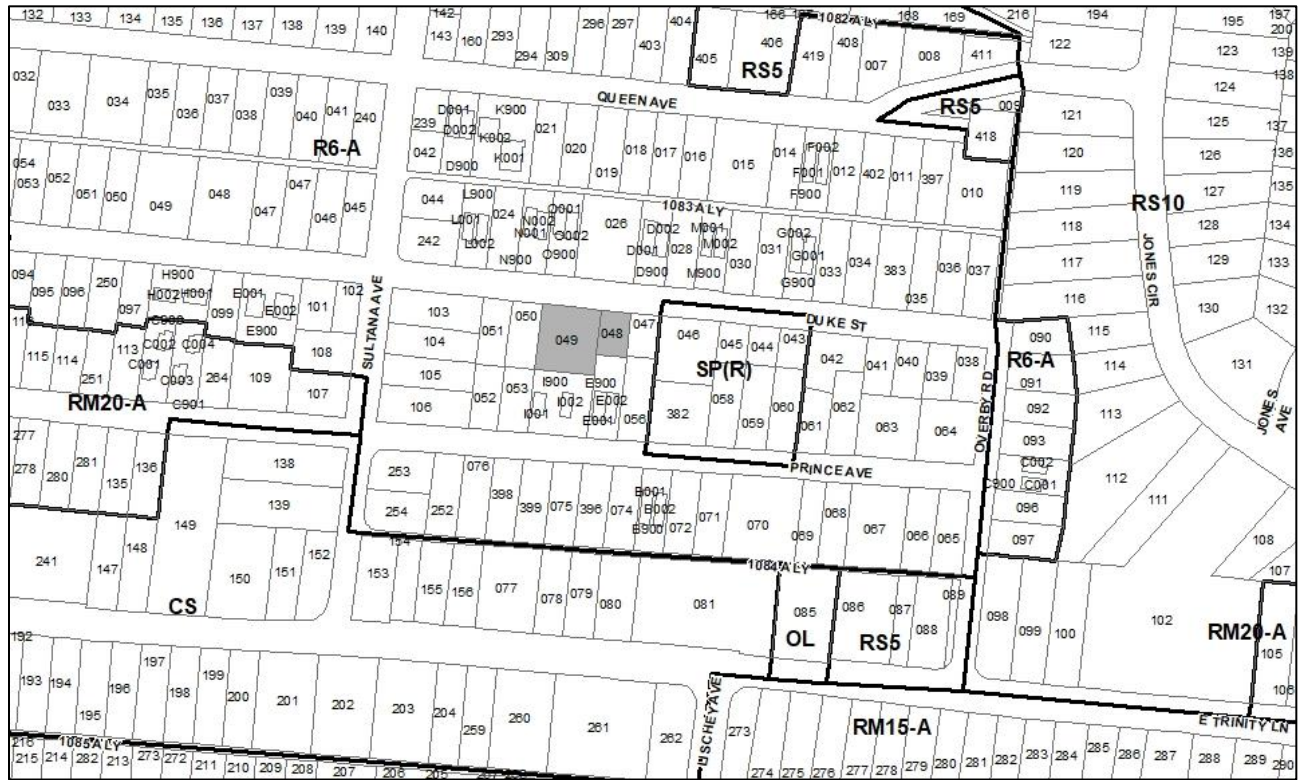 132 133 134 135 136 137 138 139 140
142 143 160 293 294 309 296 297 403 404
405 406 RS5 166 1082 ALY 419 408 007 168 169 008 411
216 122 194 195 197 200 123 139 124 138
032 033 034 035 036 037 038 039 040 041 240
R6-A
QUEEN AVE
239 042 D001 D002 D900 K900 K002 K001 021 020 019 018 017 016 015 014 F002 F001 F900 012 402 011 397 010
RS5 009 418
121 120 119 118 117 116 115 114 113 112 111
125 137 126 136 127 135 128 134 129 133 130 132 131
RS10
JONES CIR
JONES AVE
054 053 052 051 050 049 048 047 047 046 045
1083 ALY
044 242 L900 L001 L002 024 N002 N001 N900 O001 O002 O900 026 D002 D001 D900 028 M001 M002 M900 030 031 G002 G001 G900 033 034 383 035 036 037
SULTANA AVE
DUKE ST
094 095 096 250 097 H900 H002 H001 099 E001 E002 E900 101 102 108
115 114 251 113 C002 C004 C001 C003 C901 264 109 107
RM20-A
103 104 105 106 051 050 049 048 047 052 053 I900 I001 I002 E900 E002 E001 056
046 045 044 043 SP(R) 382 058 059 060
042 041 040 039 038 061 062 063 064
OVERBY RD
R6-A
090 091 092 093 C002 C900 C001 096 097
PRINCE AVE
277 278 280 281 135 136 138 139 149
253 254 252 076 398 399 075 396 074 B001 B002 B900 072 071 070 069 068 067 066 065
241 147 148 150 151 152 CS
154 153 155 156 077 078 079 080 081
1084 ALY
085 OL 086 087 088 089 RS5
098 099 100 102 108 107 105 106 RM20-A
E TRINITY LN
192 193 194 195 196 197 198 199 200 201 202 203 204 259 260 261 262
LISCHEY AVE
273 RM15-A
1085 ALY
216 215 214 282 213 273 272 211 210 209 208 207 206 205
274 275 276 277 278 279 280 281 282 283 284 285 286 287 288 289 290